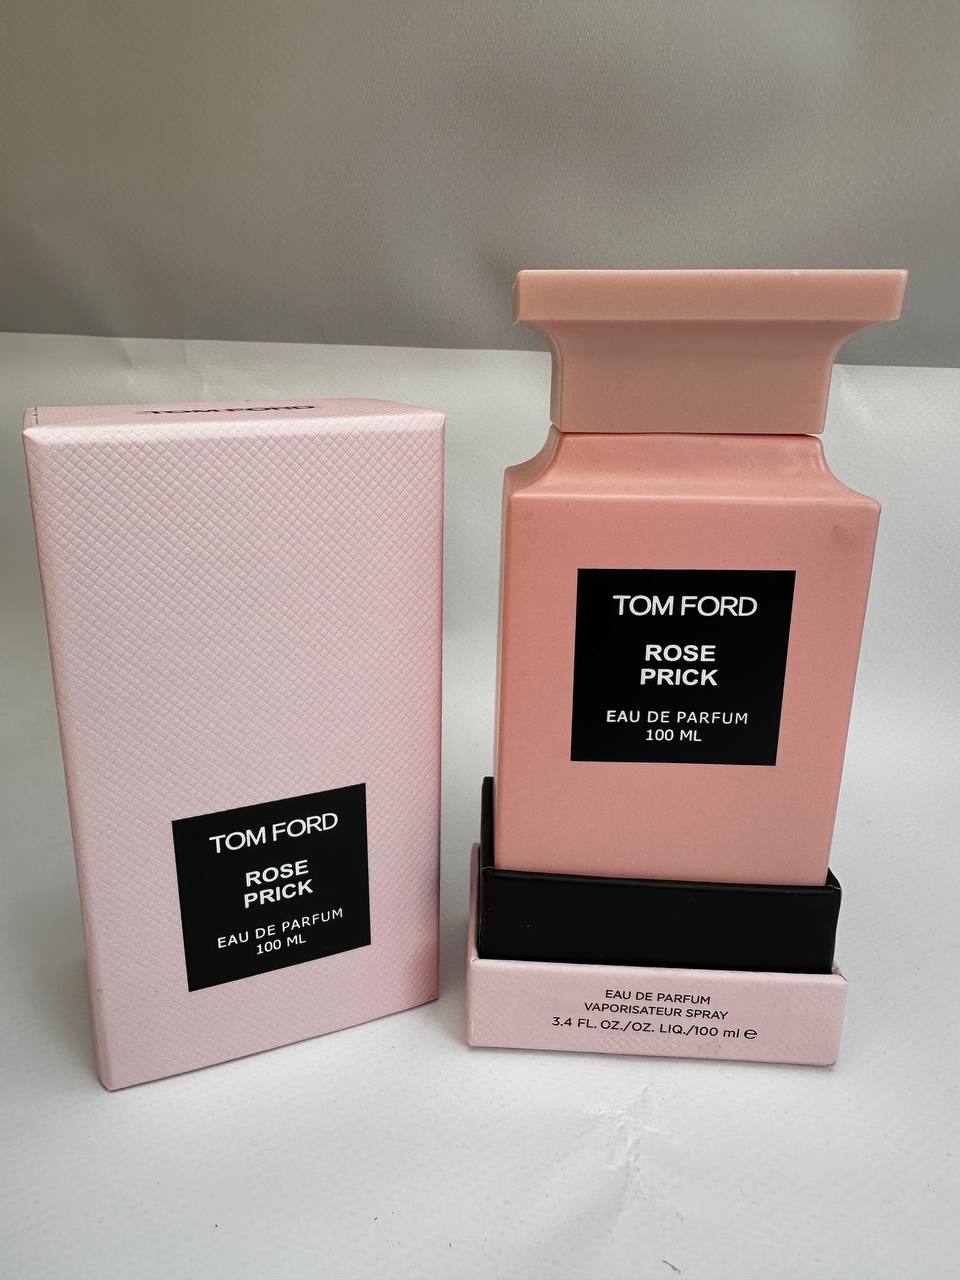 TOM FORD
TOM FORD
ROSE
PRICK
EAU DE PARFUM
100 ML
TOM FORD
ROSE
PRICK
EAU DE PARFUM
100 ML
EAU DE PARFUM
VAPORISATEUR SPRAY
3.4 FL. OZ./OZ. LIQ./100 ml ℮